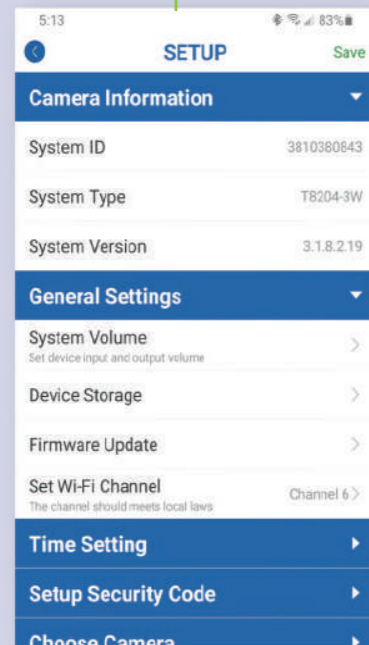 5:13
83%
SETUP
Save
Camera Information
System ID
3810380843
System Type
T8204-3W
System Version
3.1.8.2.19
General Settings
System Volume
Set device input and output volume
Device Storage
Firmware Update
Set Wi-Fi Channel
The channel should meets local laws
Channel 6
Time Setting
Setup Security Code
Choose Camera